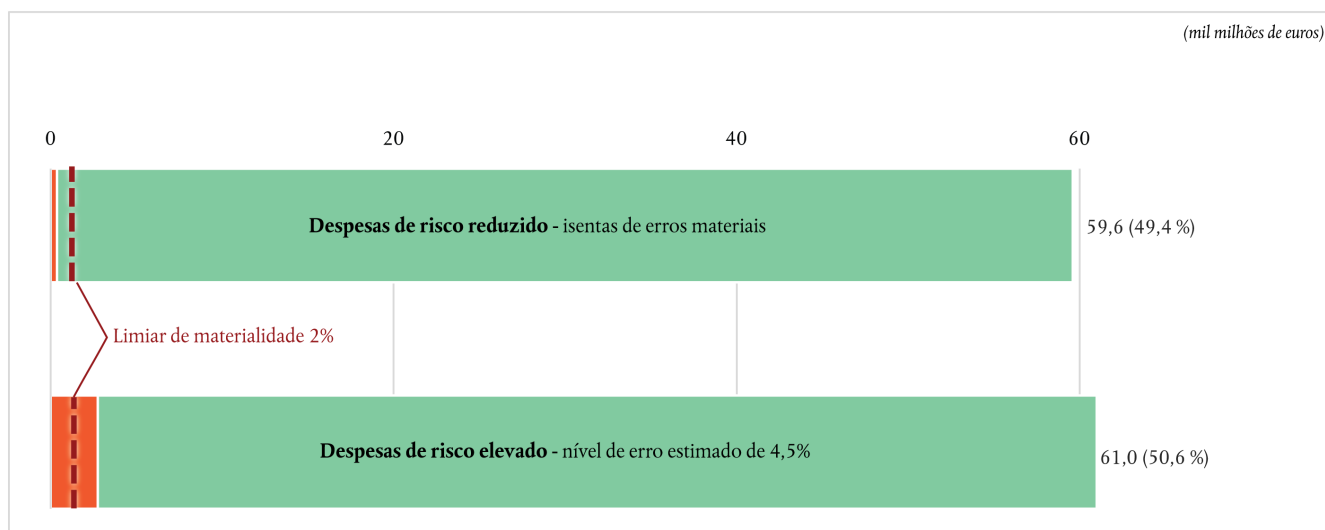 (mil milhões de euros)
0 20 40 60
Despesas de risco reduzido - isentas de erros materiais
59,6 (49,4 %)
Limiar de materialidade 2%
Despesas de risco elevado - nível de erro estimado de 4,5%
61,0 (50,6 %)